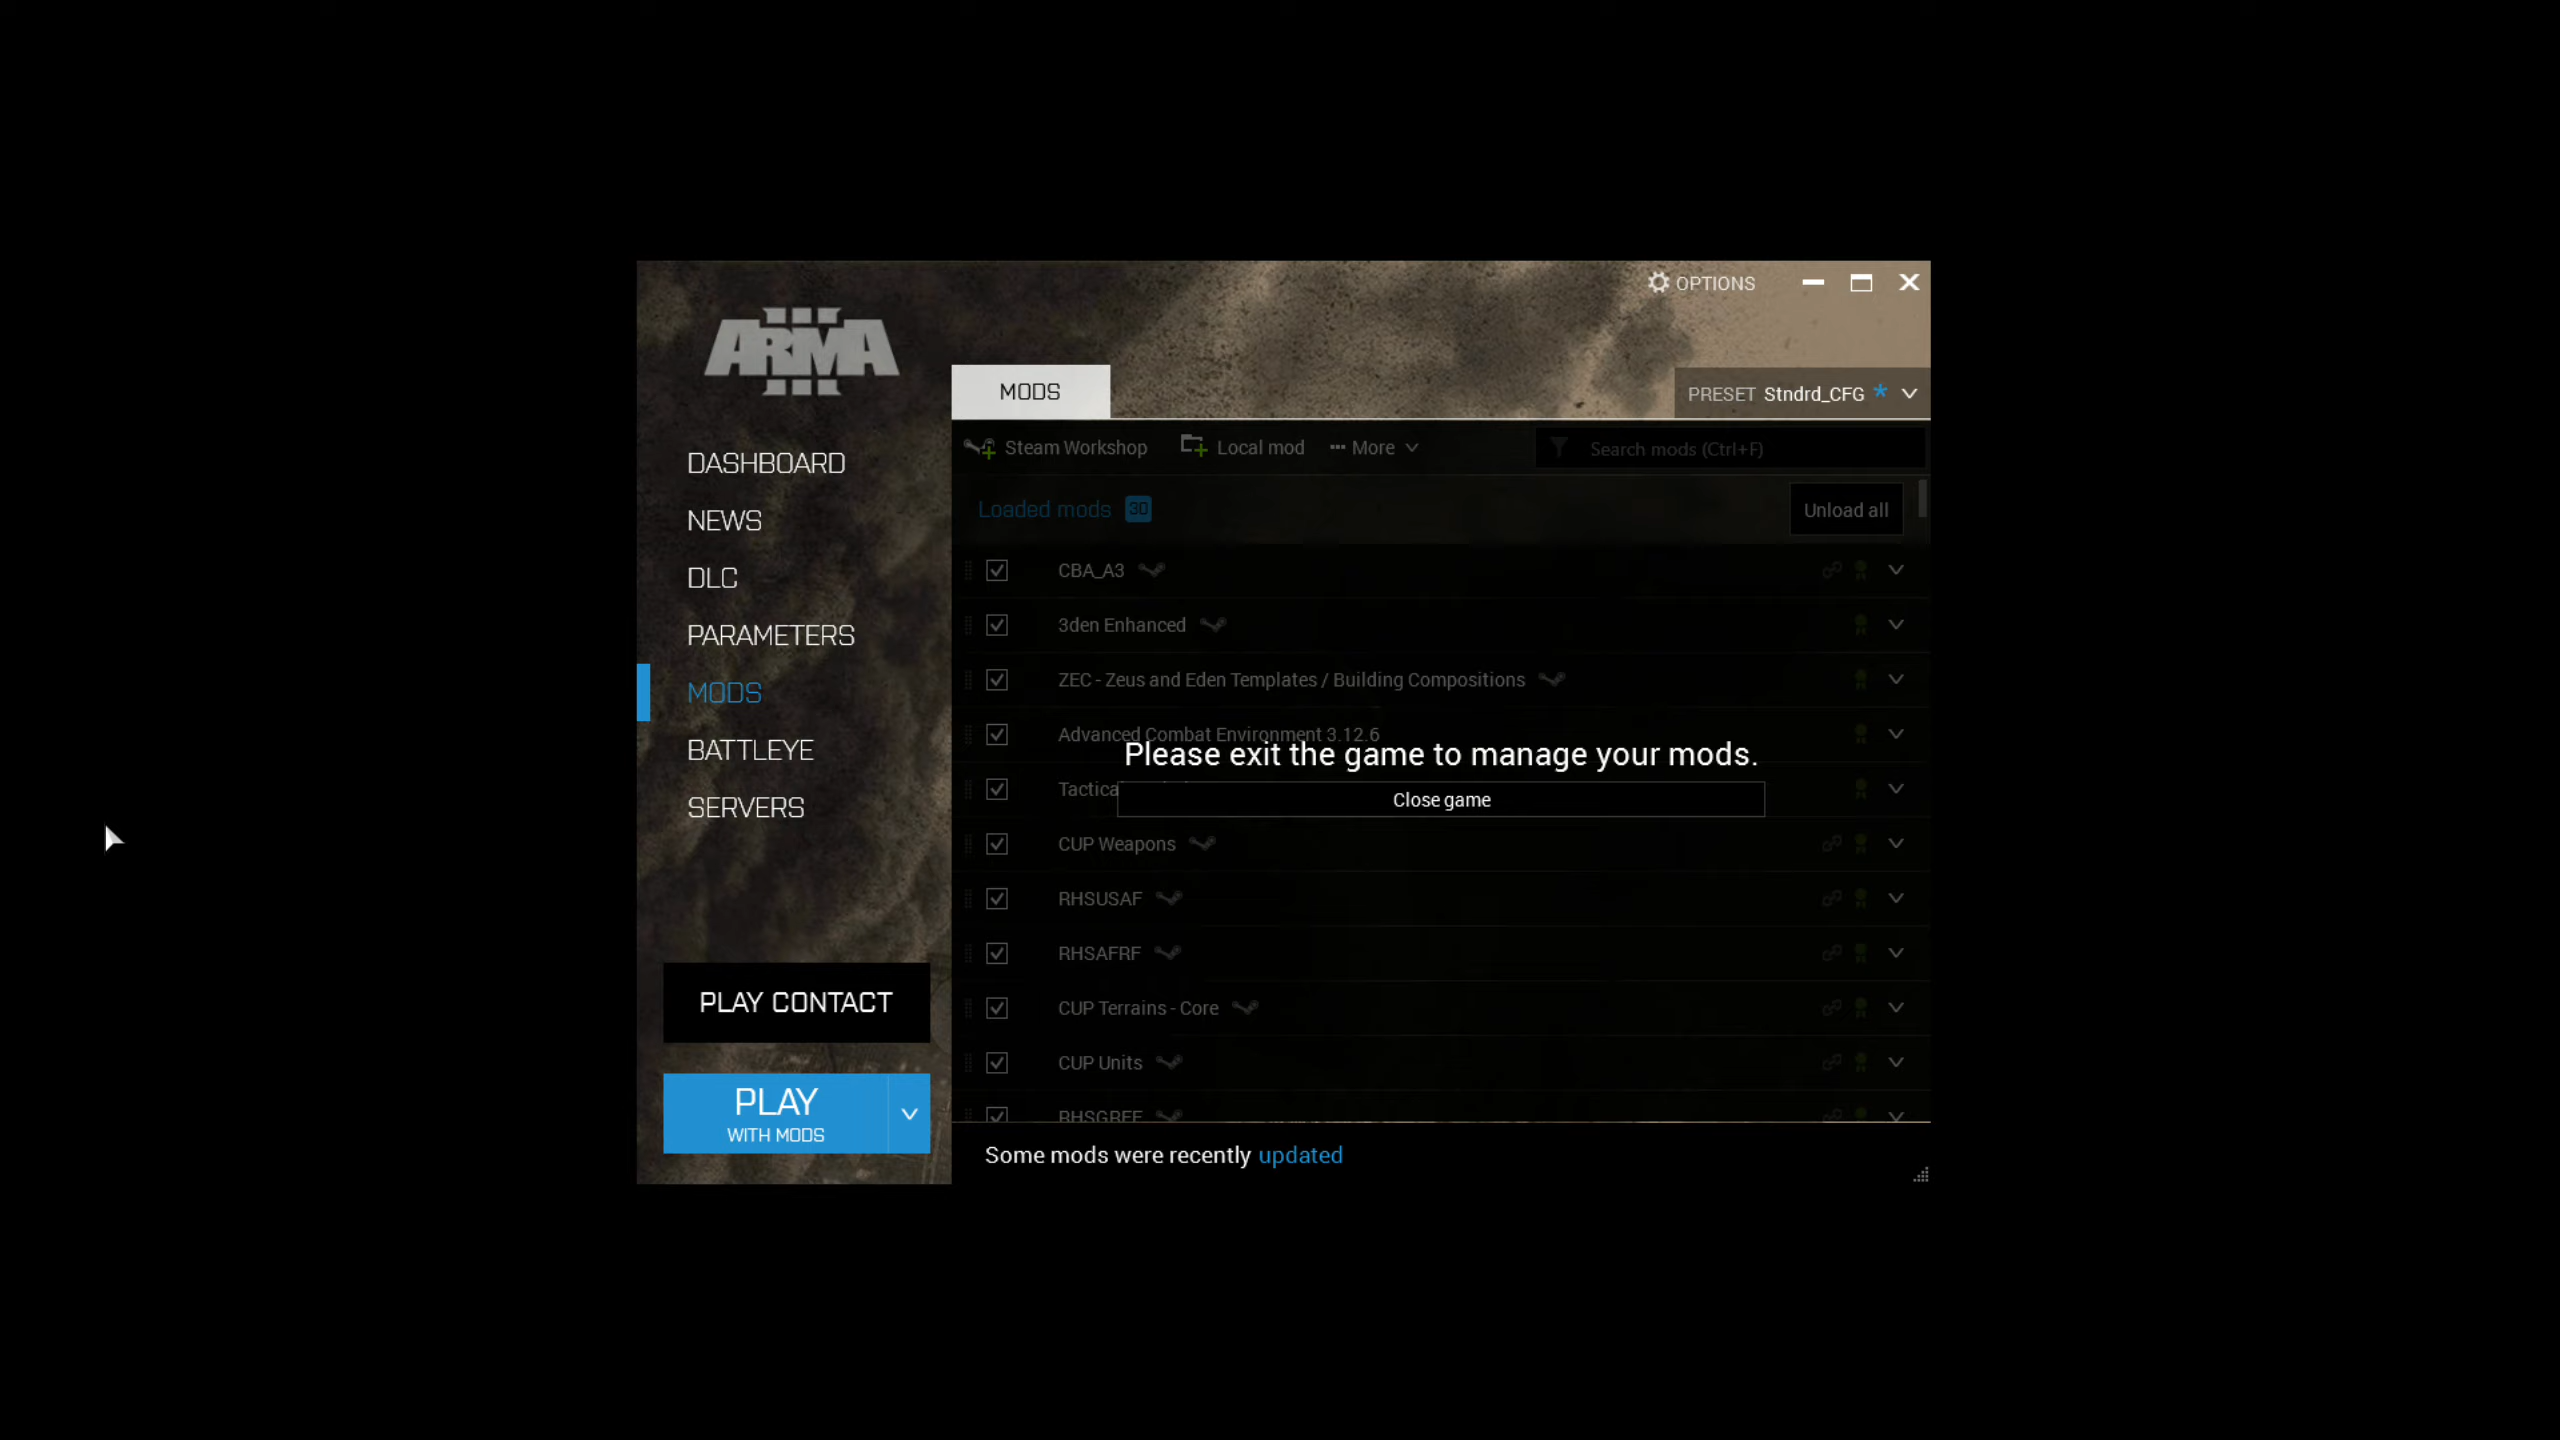 OPTIONS
ARMA III
MODS
PRESET Stndrd_CFG *
Steam Workshop
Local mod
More
Search mods (Ctrl+F)
DASHBOARD
NEWS
DLC
PARAMETERS
MODS
BATTLEYE
SERVERS
PLAY CONTACT
PLAY
WITH MODS
Loaded mods 30
Unload all
CBA_A3
3den Enhanced
ZEC - Zeus and Eden Templates / Building Compositions
Advanced Combat Environment 3.12.6
Please exit the game to manage your mods.
Close game
CUP Weapons
RHSUSAF
RHSAFRF
CUP Terrains - Core
CUP Units
RHSGREF
Some mods were recently updated